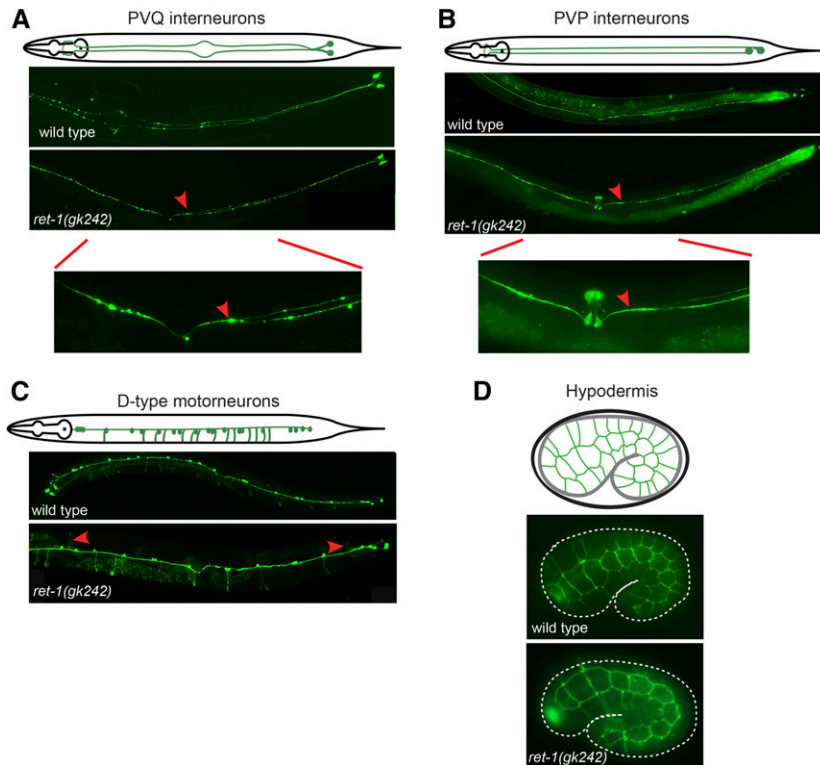 A
PVQ interneurons
wild type
ret-1(gk242)
B
PVP interneurons
wild type
ret-1(gk242)
C
D-type motorneurons
wild type
ret-1(gk242)
D
Hypodermis
wild type
ret-1(gk242)